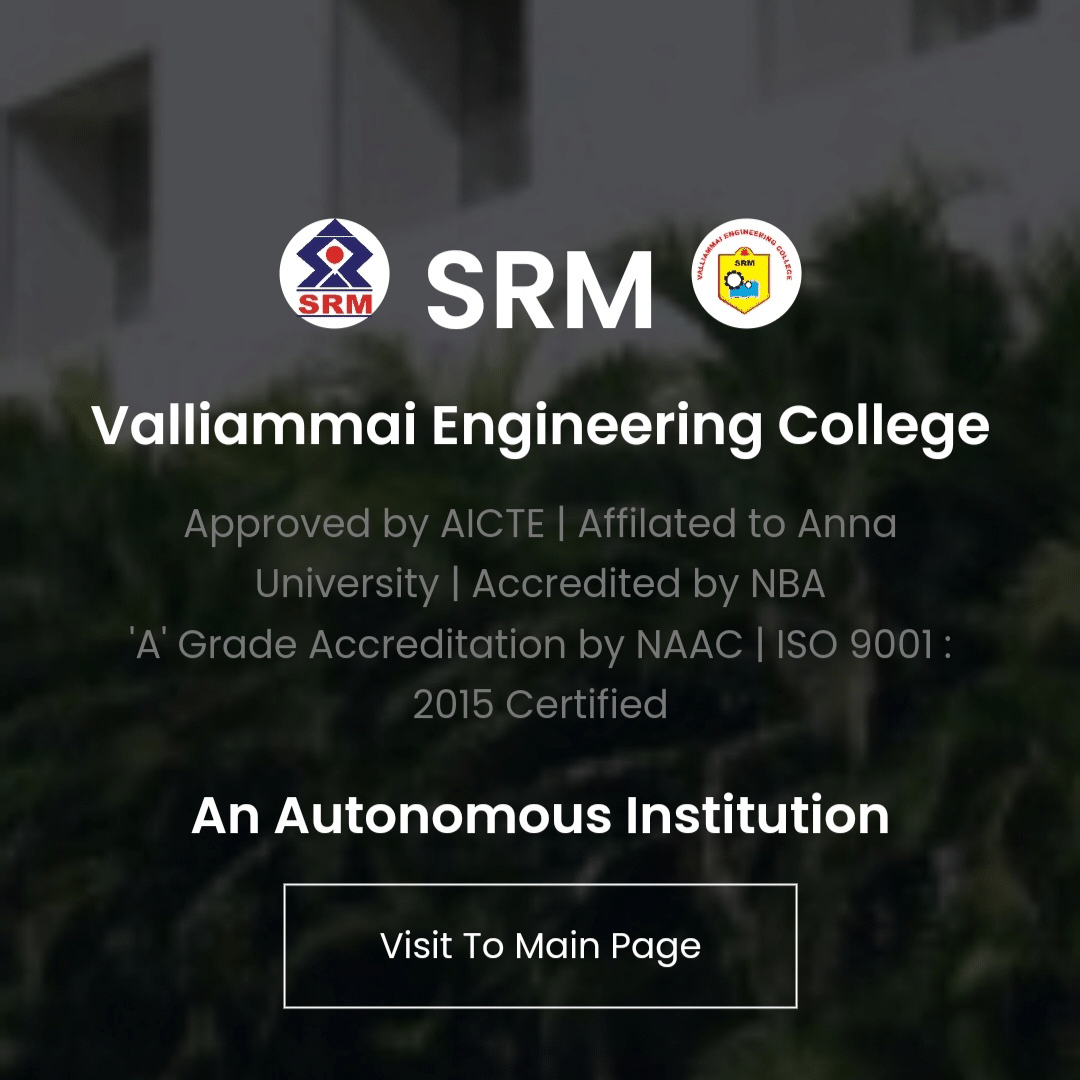 SRM
SRM
VALLIAMMAI ENGINEERING COLLEGE
SRM
Valliammai Engineering College
Approved by AICTE | Affilated to Anna
University | Accredited by NBA
'A' Grade Accreditation by NAAC | ISO 9001 :
2015 Certified
An Autonomous Institution
Visit To Main Page